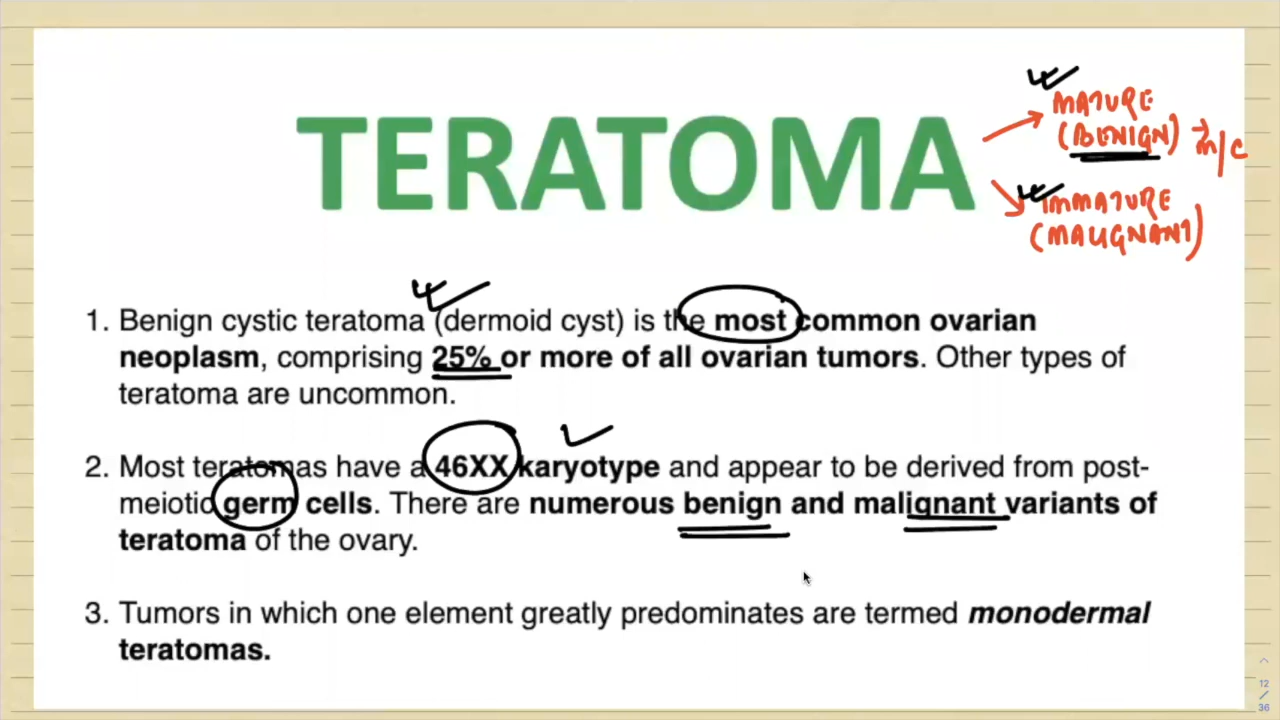 TERATOMA
MATURE
(BENIGN) → m/c
IMMATURE
(MALIGNANT)
1. Benign cystic teratoma (dermoid cyst) is the most common ovarian
neoplasm, comprising 25% or more of all ovarian tumors. Other types of
teratoma are uncommon.
2. Most teratomas have a 46XX karyotype and appear to be derived from post-
meiotic germ cells. There are numerous benign and malignant variants of
teratoma of the ovary.
3. Tumors in which one element greatly predominates are termed monodermal
teratomas.
12
/
36